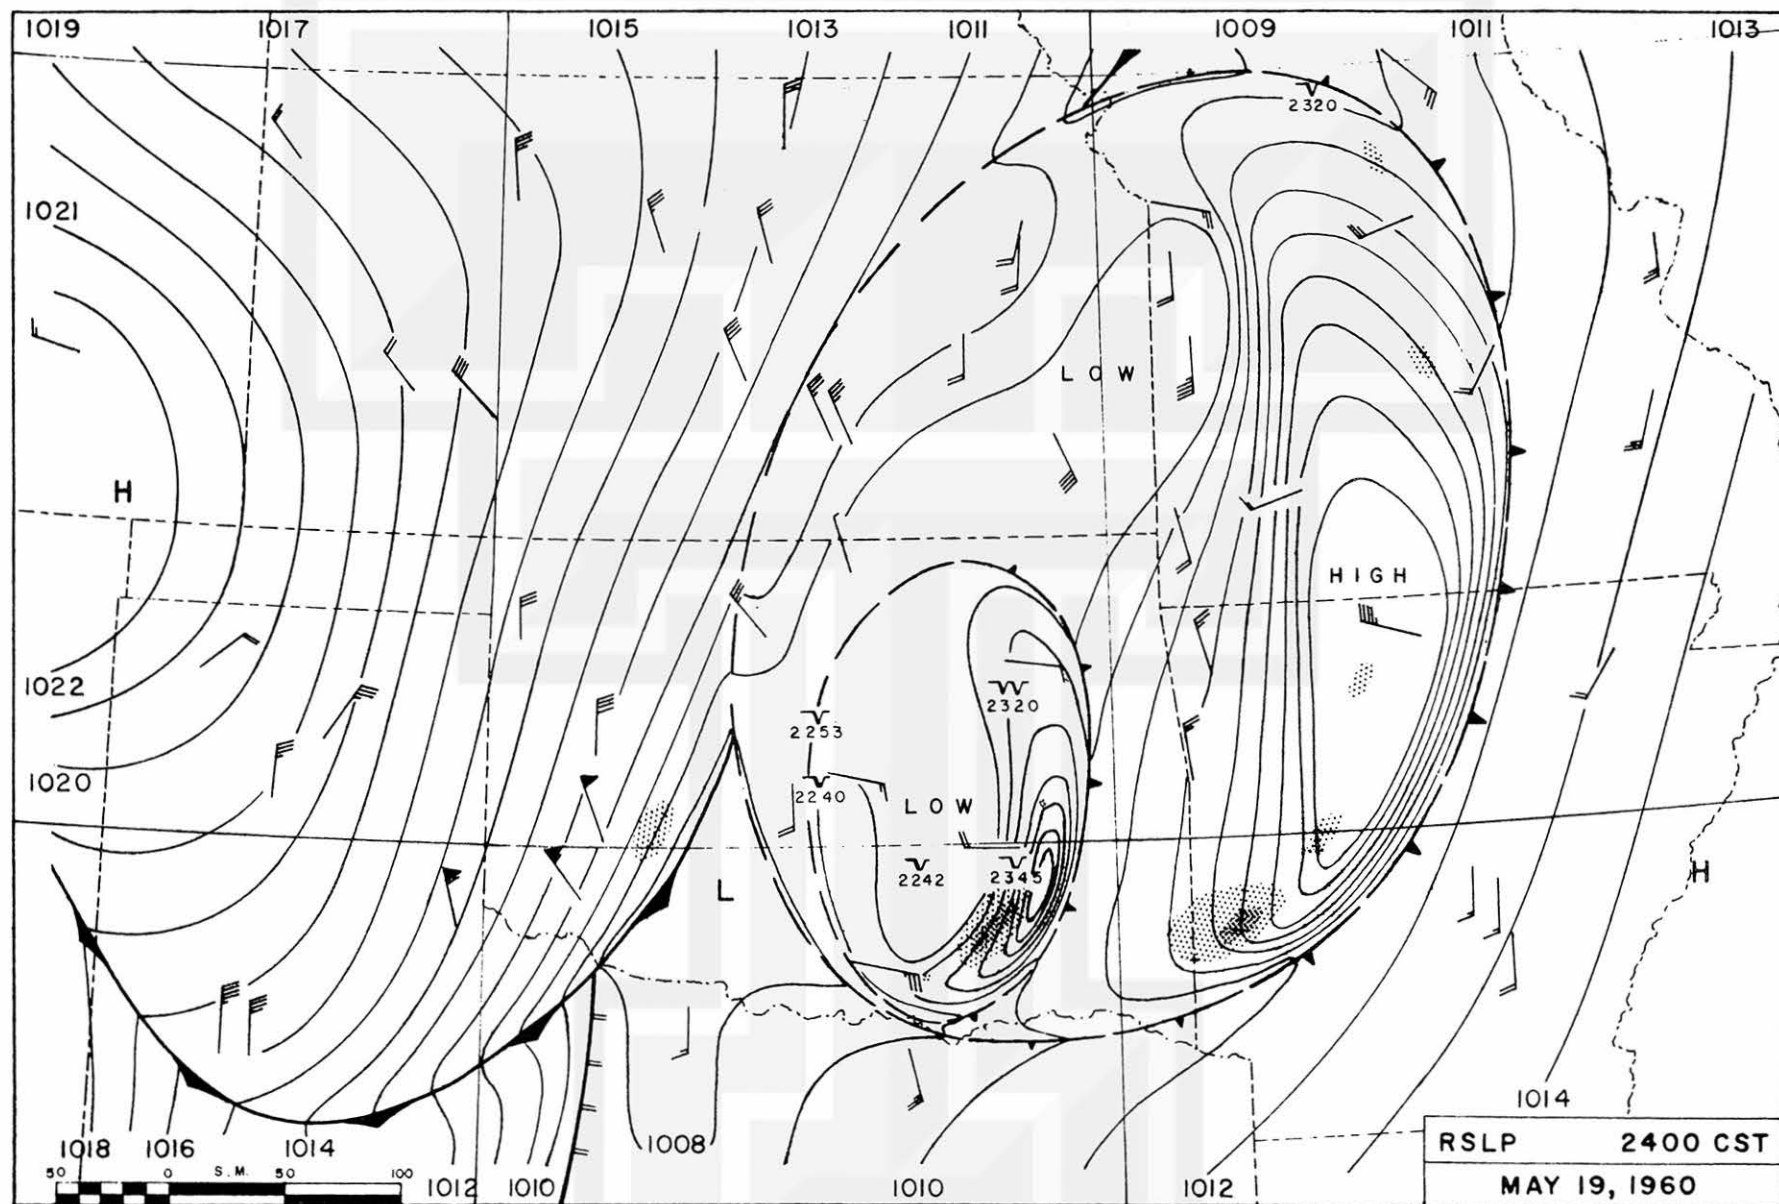 1019 1017 1015 1013 1011 1009 1011 1013
2320
1021
LOW
H
HIGH
1022
2320
2253
1020
2240
LOW
2242 2345
L
H
1014
1008
1018 1016 1014
50 0 S.M. 50 100
1012 1010 1010 1012
RSLP 2400 CST
MAY 19, 1960